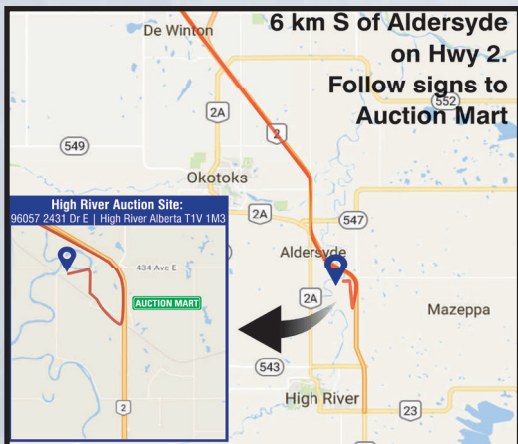 6 km S of Aldersyde
on Hwy 2.
Follow signs to
Auction Mart
De Winton
2A
2
552
549
Okotoks
2A
547
Aldersyde
2A
Mazeppa
543
High River
23
High River Auction Site:
96057 2431 Dr E | High River Alberta T1V 1M3
434 Ave E
AUCTION MART
2